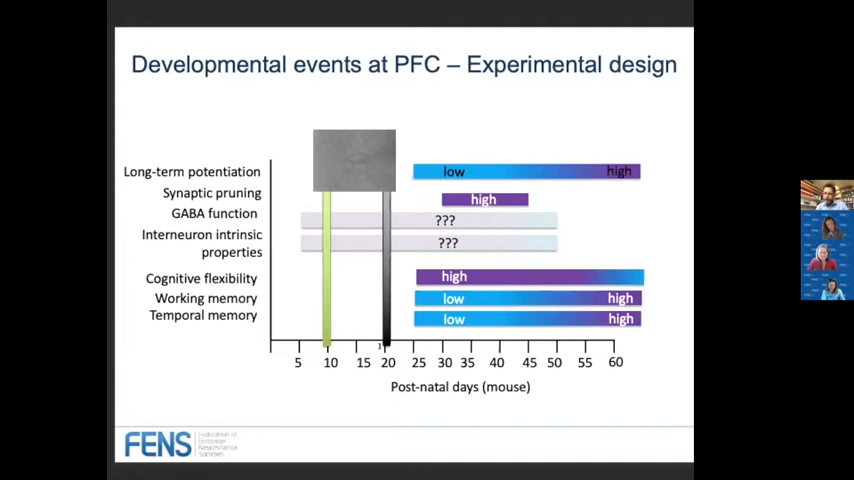 Developmental events at PFC – Experimental design
Long-term potentiation
low
high
Synaptic pruning
high
GABA function
???
Interneuron intrinsic
properties
???
Cognitive flexibility
high
Working memory
low
high
Temporal memory
low
high
5 10 15 20 25 30 35 40 45 50 55 60
Post-natal days (mouse)
FENS
Federation of
European
Neuroscience
Societies